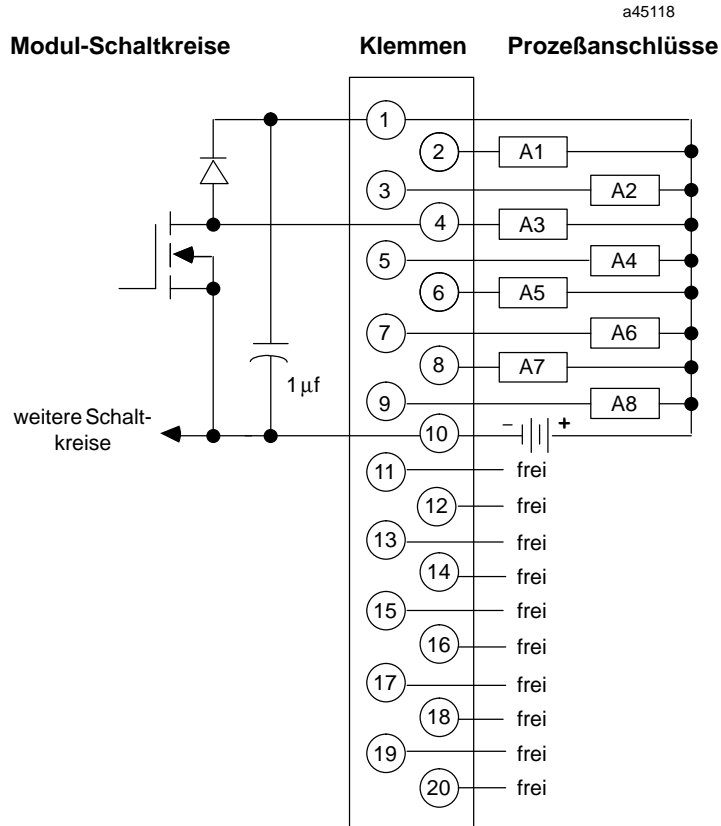 a45118
Modul-Schaltkreise Klemmen Prozeßanschlüsse
1
2 A1
3 A2
4 A3
5 A4
6 A5
7 A6
8 A7
1μf
9 A8
weitere Schalt-
kreise
10 − +
11 frei
12 frei
13 frei
14 frei
15 frei
16 frei
17 frei
18 frei
19 frei
20 frei